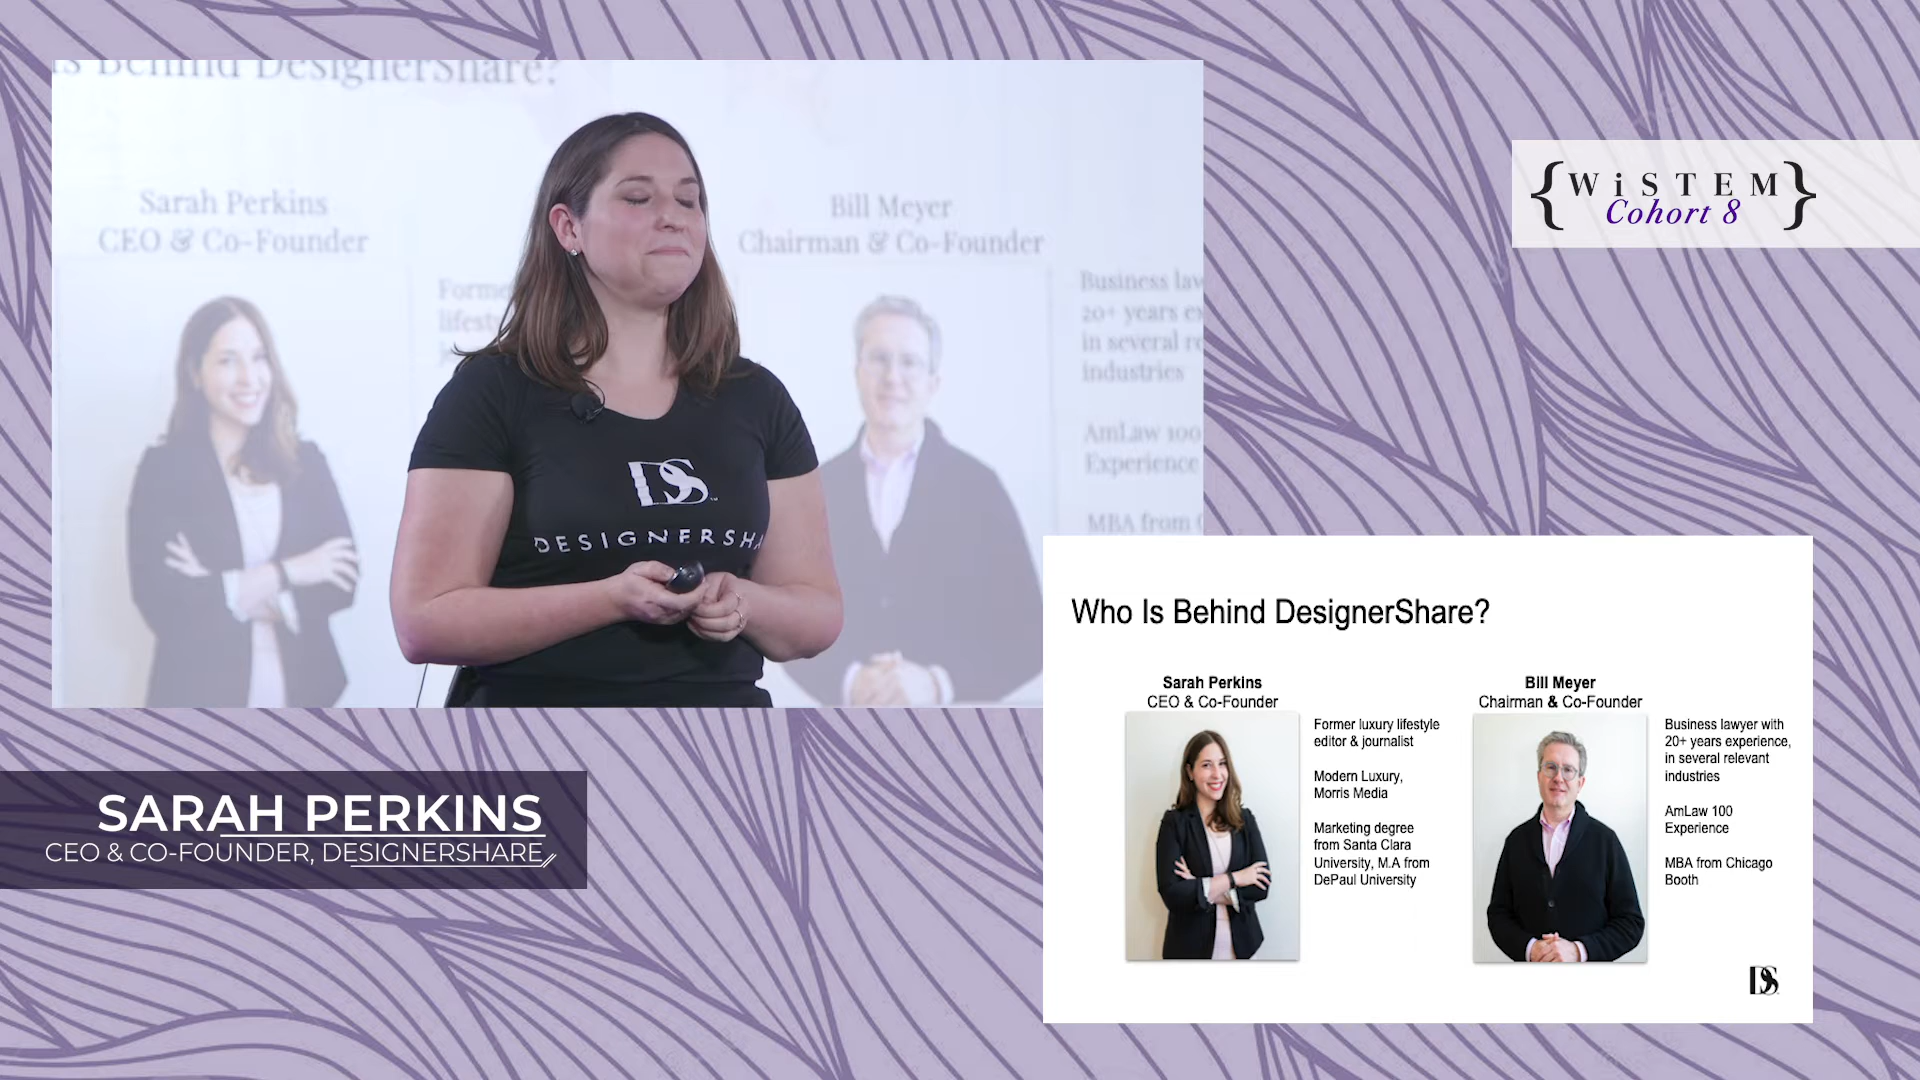 is Behind DesignerShare?
Sarah Perkins
CEO & Co-Founder
Bill Meyer
Chairman & Co-Founder
Business law
20+ years ex
in several re
industries
AmLaw 100
Experience
MBA from
DS
DESIGNERSHA
{WiSTEM}
Cohort 8
Who Is Behind DesignerShare?
Sarah Perkins
CEO & Co-Founder
Former luxury lifestyle
editor & journalist
Modern Luxury,
Morris Media
Marketing degree
from Santa Clara
University, M.A from
DePaul University
Bill Meyer
Chairman & Co-Founder
Business lawyer with
20+ years experience,
in several relevant
industries
AmLaw 100
Experience
MBA from Chicago
Booth
DS
SARAH PERKINS
CEO & CO-FOUNDER, DESIGNERSHARE